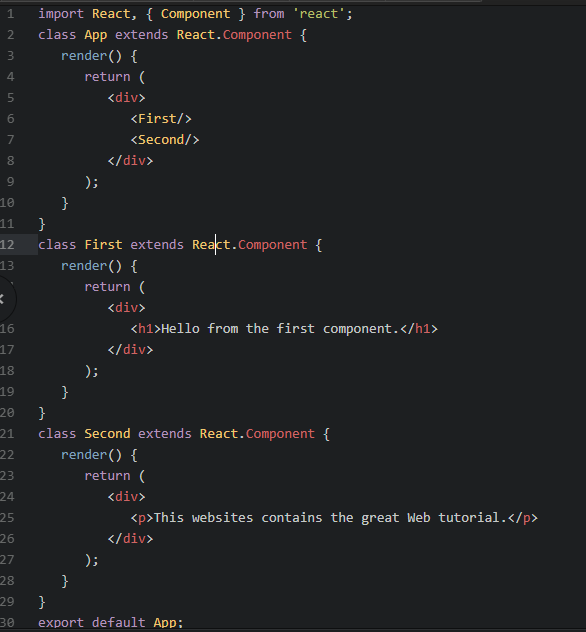 1 import React, { Component } from 'react';
2 class App extends React.Component {
3 render() {
4 return (
5 <div>
6 <First/>
7 <Second/>
8 </div>
9 );
10 }
11 }
12 class First extends React.Component {
13 render() {
return (
<div>
16 <h1>Hello from the first component.</h1>
17 </div>
18 );
19 }
20 }
21 class Second extends React.Component {
22 render() {
23 return (
24 <div>
25 <p>This websites contains the great Web tutorial.</p>
26 </div>
27 );
28 }
29 }
30 export default App;